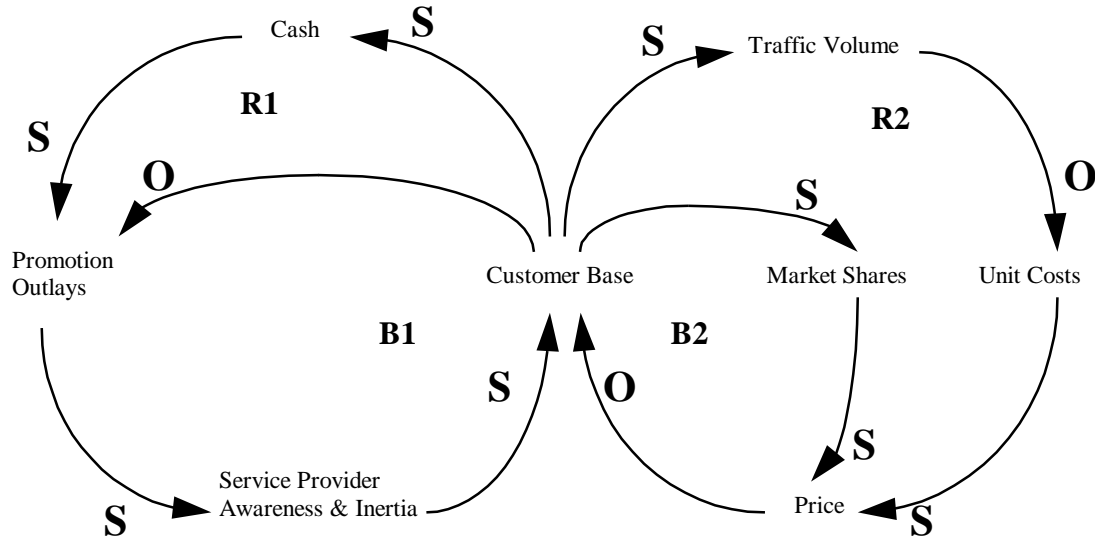 Cash
S
S
Traffic Volume
S
R1
R2
S
O
S
O
Promotion
Outlays
Customer Base
Market Shares
Unit Costs
B1
B2
S
O
S
Service Provider
Awareness & Inertia
S
Price
S